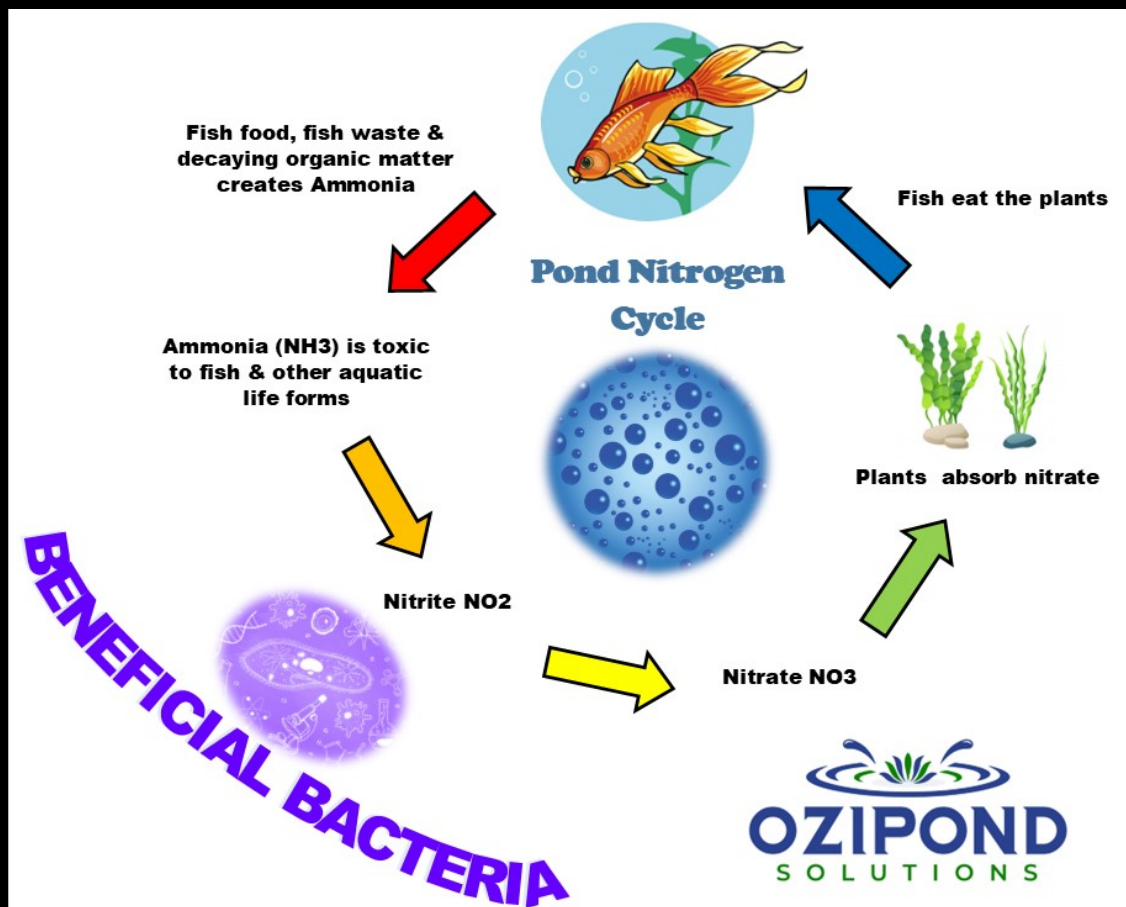 Fish food, fish waste &
decaying organic matter
creates Ammonia
Fish eat the plants
Pond Nitrogen
Cycle
Ammonia (NH3) is toxic
to fish & other aquatic
life forms
Plants absorb nitrate
Nitrite NO2
Nitrate NO3
BENEFICIAL BACTERIA
OZIPOND
SOLUTIONS